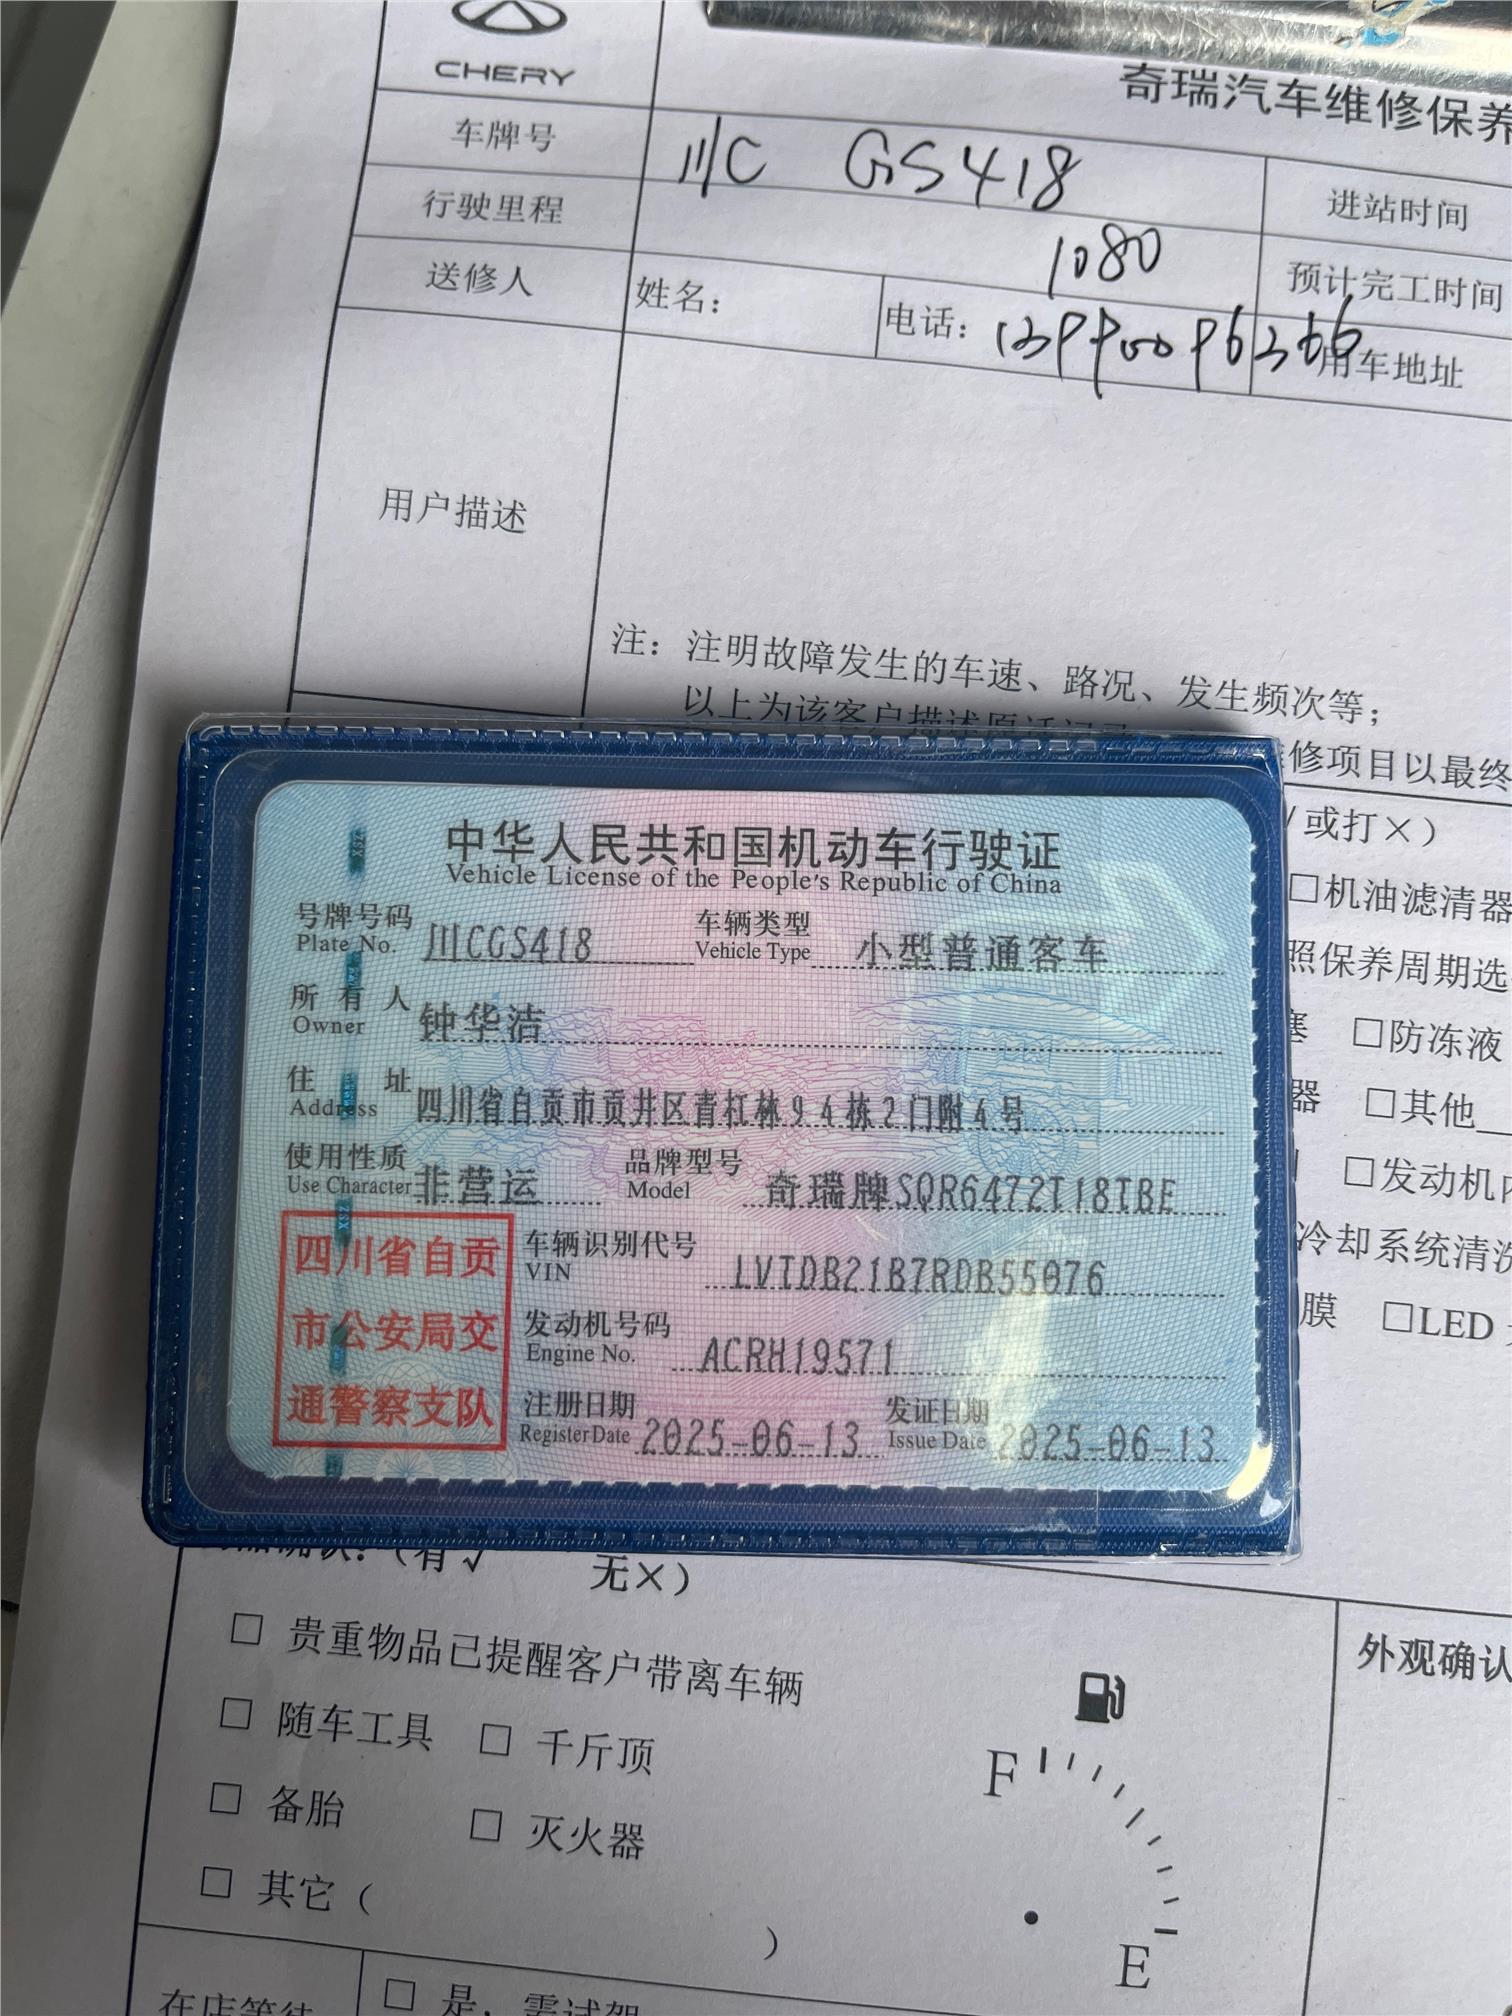 CHERY
奇瑞汽车维修保养
车牌号 川C GS418 进站时间
行驶里程 1080 预计完工时间
送修人 姓名： 电话： 用车地址
用户描述
注：注明故障发生的车速、路况、发生频次等；
以上为该客户描述原话记录
修项目以最终
或打×）
□机油滤清器
照保养周期选
□防冻液
器 □其他
□发动机内
冷却系统清洗
膜 □LED
中华人民共和国机动车行驶证
Vehicle License of the People's Republic of China
号牌号码 川CGS418 车辆类型 小型普通客车
Plate No. Vehicle Type
所有人 钟华洁
Owner
住址 四川省自贡市贡井区青杠林94栋2门附4号
Address
使用性质 非营运 品牌型号 奇瑞牌SQR6472T18TBE
Use Character Model
四川省自贡
市公安局交
通警察支队
车辆识别代号 LVTDB21B7RDB55076
VIN
发动机号码 ACRH19571
Engine No.
注册日期 2025-06-13 发证日期 2025-06-13
Register Date Issue Date
（有√ 无×）
□ 贵重物品已提醒客户带离车辆
□ 随车工具 □ 千斤顶
□ 备胎 □ 灭火器
□ 其它（ ）
F
E
外观确认
在店等待 □ 是，需试驾